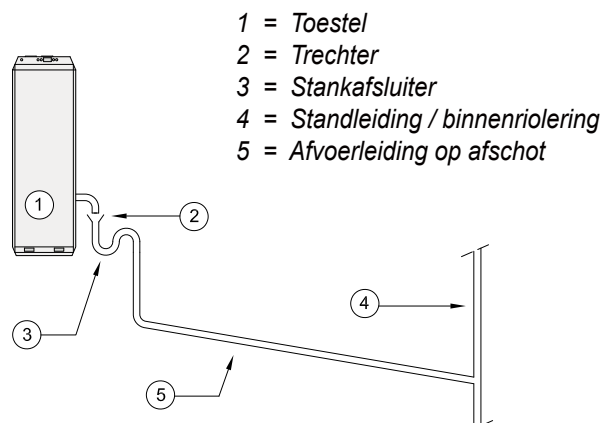 1 = Toestel
2 = Trechter
3 = Stankafsluiter
4 = Standleiding / binnenriolering
5 = Afvoerleiding op afschot
1
2
4
3
5